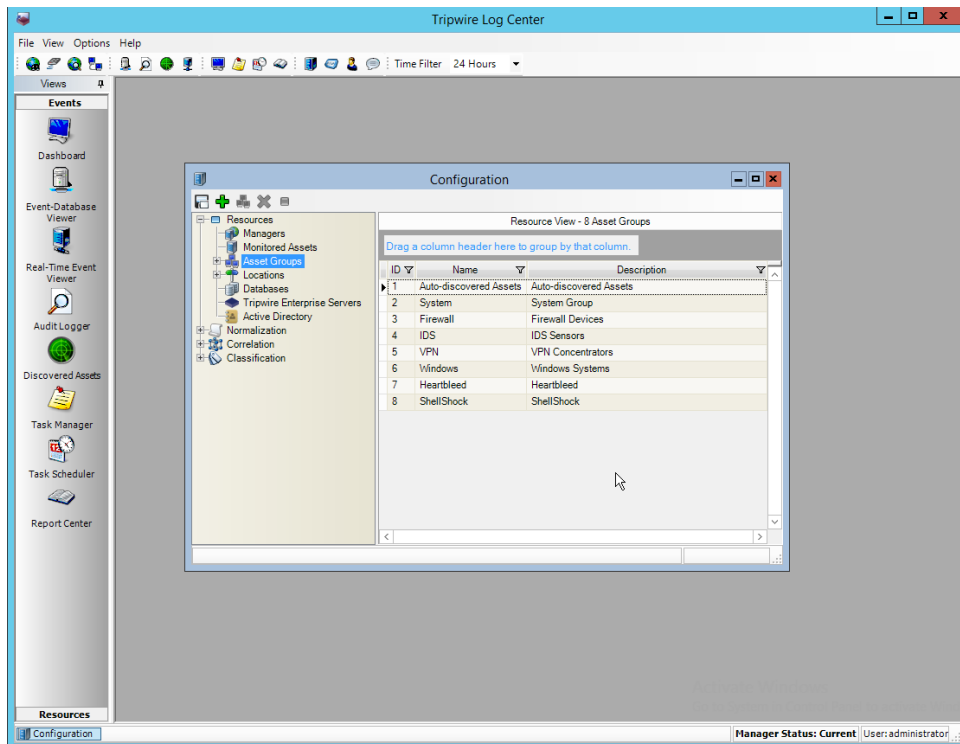 Tripwire Log Center
File View Options Help
Time Filter 24 Hours
Views
Events
Dashboard
Event-Database
Viewer
Real-Time Event
Viewer
Audit Logger
Discovered Assets
Task Manager
Task Scheduler
Report Center
Resources
Configuration
Resources
Managers
Monitored Assets
Asset Groups
Locations
Databases
Tripwire Enterprise Servers
Active Directory
Normalization
Correlation
Classification
Resource View - 8 Asset Groups
Drag a column header here to group by that column.
ID Name Description
1 Auto-discovered Assets Auto-discovered Assets
2 System System Group
3 Firewall Firewall Devices
4 IDS IDS Sensors
5 VPN VPN Concentrators
6 Windows Windows Systems
7 Heartbleed Heartbleed
8 ShellShock ShellShock
Activate Windows
Configuration
Manager Status: Current User: administrator